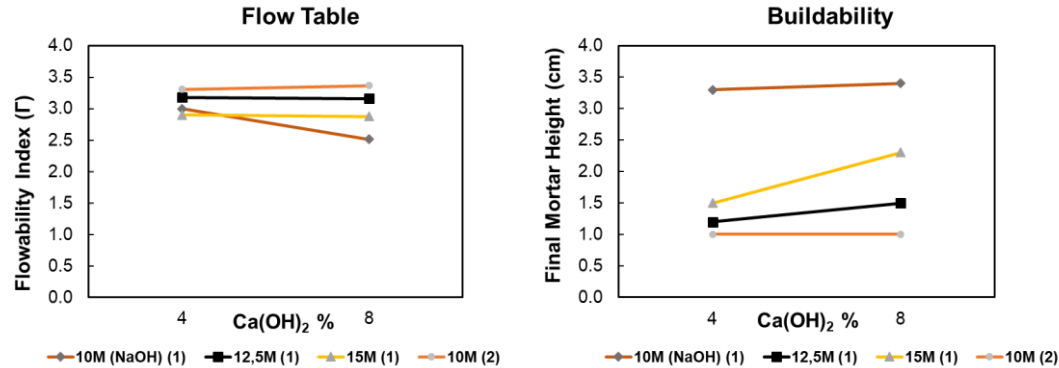 Flow Table
Flowability Index (Γ)
4.0
3.5
3.0
2.5
2.0
1.5
1.0
0.5
0.0
4
8
Ca(OH)₂ %
10M (NaOH) (1) 12,5M (1) 15M (1) 10M (2)
Buildability
Final Mortar Height (cm)
4.0
3.5
3.0
2.5
2.0
1.5
1.0
0.5
0.0
4
8
Ca(OH)₂ %
10M (NaOH) (1) 12,5M (1) 15M (1) 10M (2)